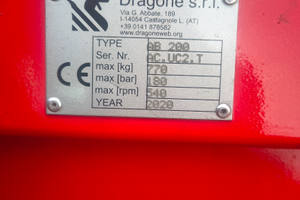 Dragone s.r.l.
Via G. Abbate, 189
I-14054 Castagnole L. (AT)
+39 0141 878582
www.dragoneweb.org
TYPE AB 200
Ser. Nr. AC.UC2.T
max [kg] 770
max [bar] 180
max [rpm] 540
YEAR 2020
CE